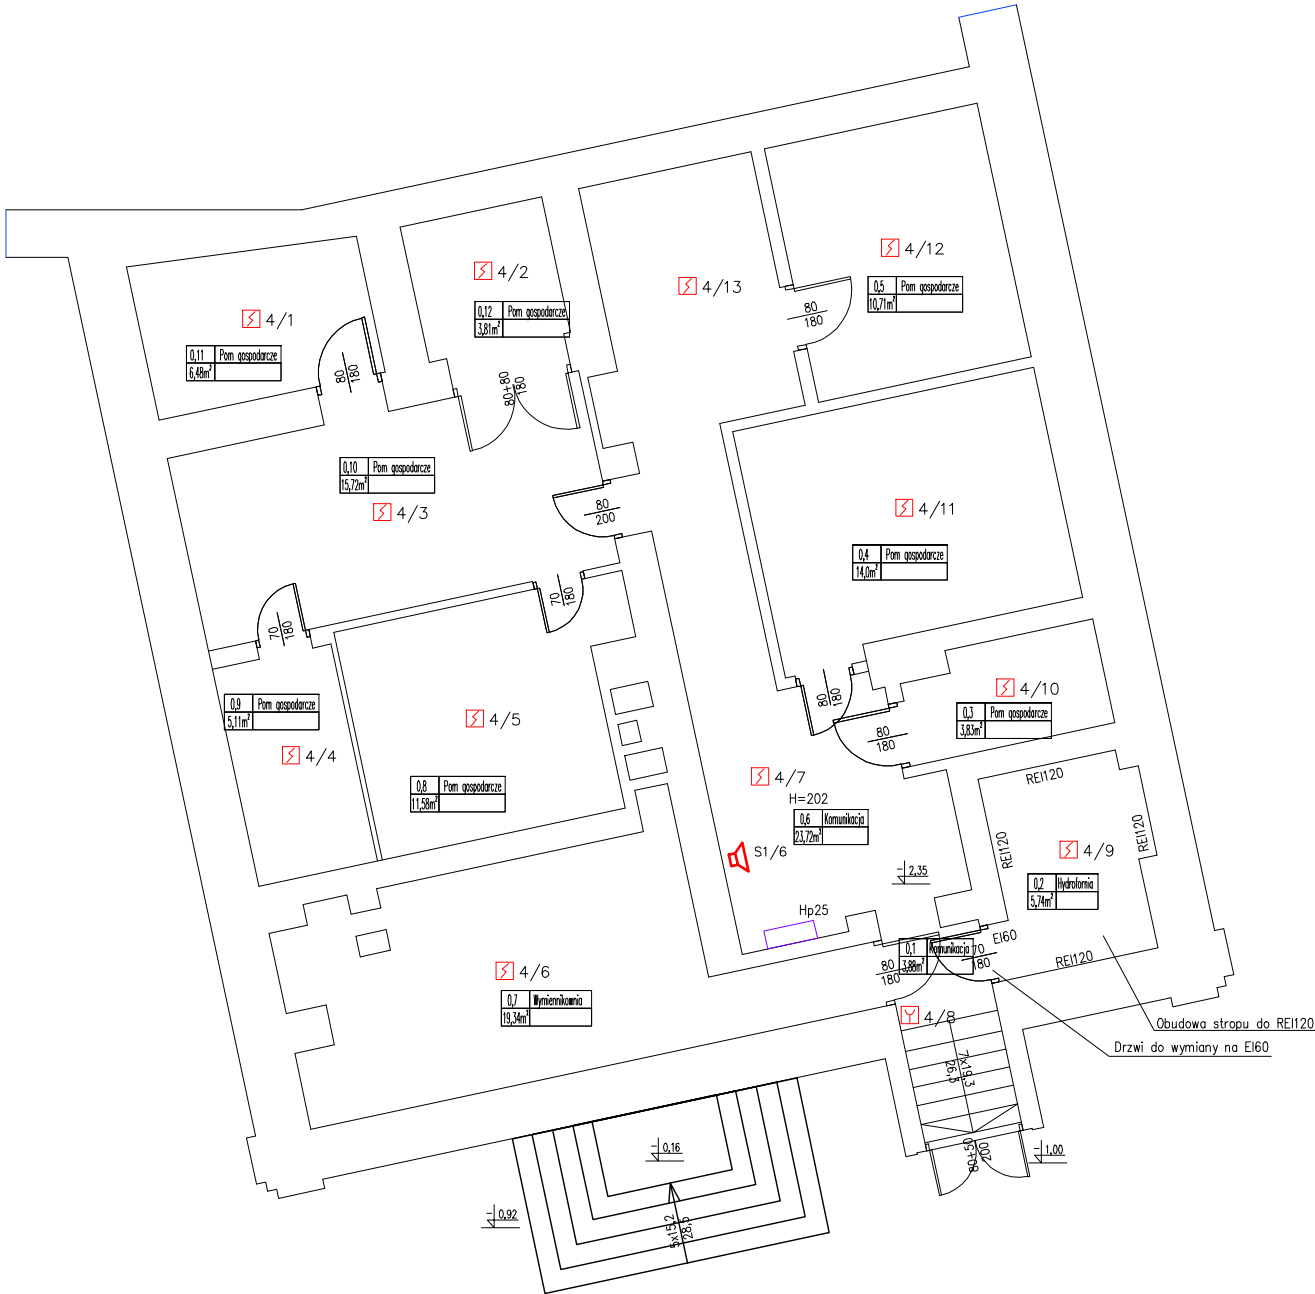 4/12
4/2
4/13
0,5 Pom gospodarcze
10,71m²
0,12 Pom gospodarcze
3,81m²
80
180
4/1
0,11 Pom gospodarcze
6,48m²
80
180
80+80
180
0,10 Pom gospodarcze
15,72m²
4/3
80
200
4/11
0,4 Pom gospodarcze
14,0m²
70
180
70
180
0,9 Pom gospodarcze
5,11m²
4/4
4/5
0,8 Pom gospodarcze
11,58m²
80
180
80
180
4/10
0,3 Pom gospodarcze
3,83m²
4/7
H=202
0,6 Komunikacja
23,72m²
S1/6
-2,35
Hp25
REI120
REI120
REI120
4/9
0,2 Hydrofornia
5,74m²
EI60
REI120
0,1 Komunikacja
3,88m²
70
180
80
180
4/6
0,7 Wymiennikownia
19,34m²
4/8
Obudowa stropu do REI120
Drzwi do wymiany na EI60
7x19,3
26,5
80+50
200
-1,00
-0,16
-0,92
5x15,2
28,5